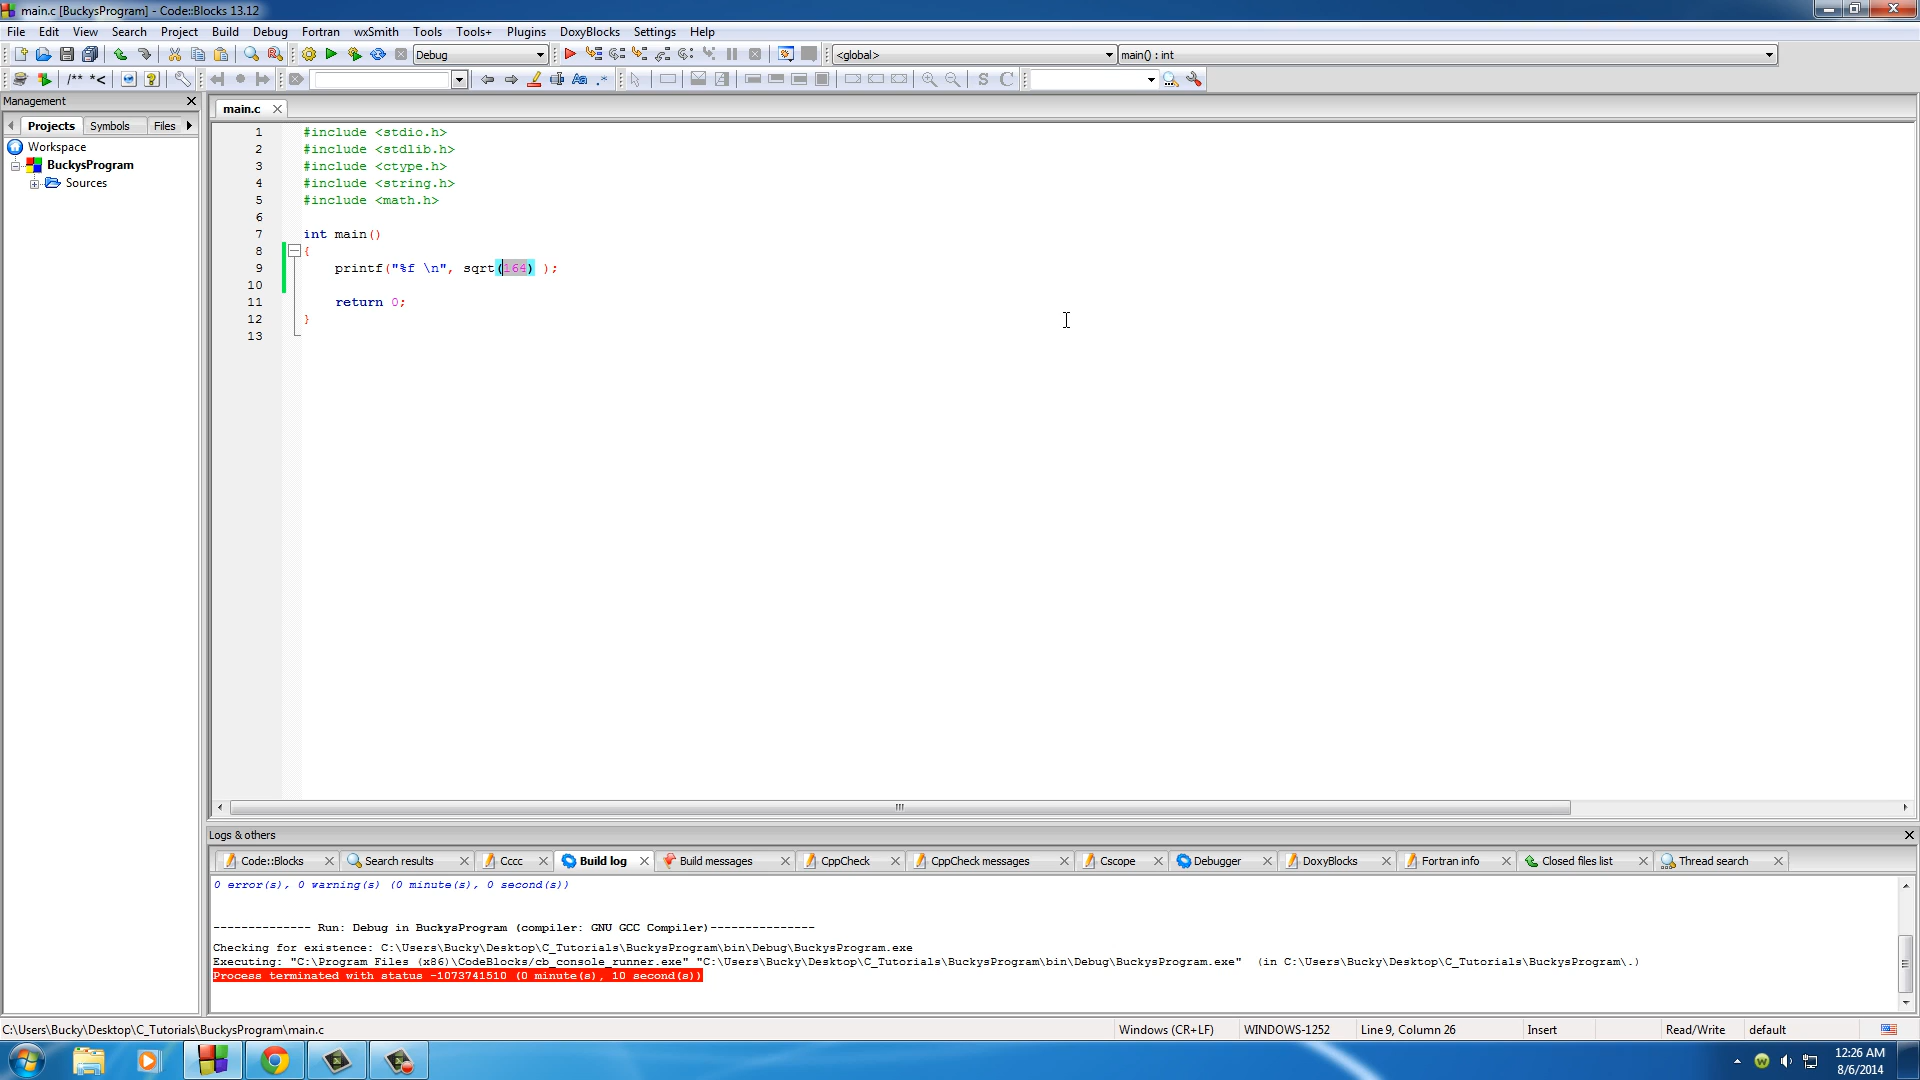 main.c [BuckysProgram] - Code::Blocks 13.12
File Edit View Search Project Build Debug Fortran wxSmith Tools Tools+ Plugins DoxyBlocks Settings Help
Debug <global> main() : int
/** *< Aa .* S C
Management
main.c
Projects Symbols Files
Workspace
BuckysProgram
Sources
1 #include <stdio.h>
2 #include <stdlib.h>
3 #include <ctype.h>
4 #include <string.h>
5 #include <math.h>
6
7 int main()
8 {
9 printf("%f \n", sqrt(164) );
10
11 return 0;
12 }
13
Logs & others
Code::Blocks Search results Cccc Build log Build messages CppCheck CppCheck messages Cscope Debugger DoxyBlocks Fortran info Closed files list Thread search
0 error(s), 0 warning(s) (0 minute(s), 0 second(s))
-------------- Run: Debug in BuckysProgram (compiler: GNU GCC Compiler)---------------
Checking for existence: C:\Users\Bucky\Desktop\C_Tutorials\BuckysProgram\bin\Debug\BuckysProgram.exe
Executing: "C:\Program Files (x86)\CodeBlocks/cb_console_runner.exe" "C:\Users\Bucky\Desktop\C_Tutorials\BuckysProgram\bin\Debug\BuckysProgram.exe" (in C:\Users\Bucky\Desktop\C_Tutorials\BuckysProgram\.)
Process terminated with status -1073741510 (0 minute(s), 10 second(s))
C:\Users\Bucky\Desktop\C_Tutorials\BuckysProgram\main.c Windows (CR+LF) WINDOWS-1252 Line 9, Column 26 Insert Read/Write default
12:26 AM
8/6/2014